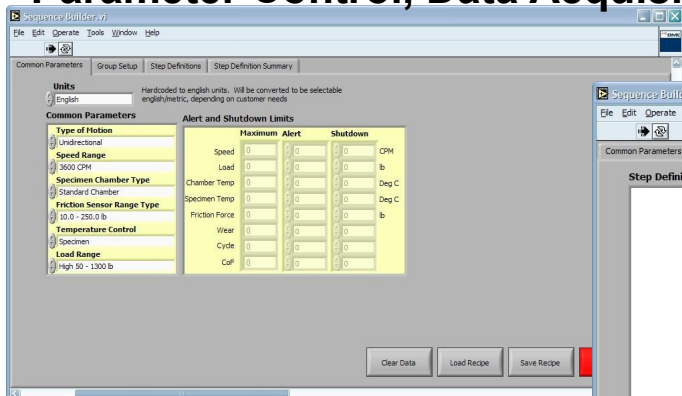 Parameter Control, Data Acquis
Sequence Builder.vi
File Edit Operate Tools Window Help
Common Parameters Group Setup Step Definitions Step Definition Summary
Units
English
Hardcoded to english units. Will be converted to be selectable
english/metric, depending on customer needs
Common Parameters
Type of Motion
Unidirectional
Speed Range
3600 CPM
Specimen Chamber Type
Standard Chamber
Friction Sensor Range Type
10.0 - 250.0 lb
Temperature Control
Specimen
Load Range
High 50 - 1300 lb
Alert and Shutdown Limits
Maximum Alert Shutdown
Speed 0 0 0 CPM
Load 0 0 0 lb
Chamber Temp 0 0 0 Deg C
Specimen Temp 0 0 0 Deg C
Friction Force 0 0 0 lb
Wear 0 0 0
Cycle 0 0 0
CoF 0 0 0
Clear Data Load Recipe Save Recipe
Sequence Build
File Edit Operate
Common Parameters
Step Defini